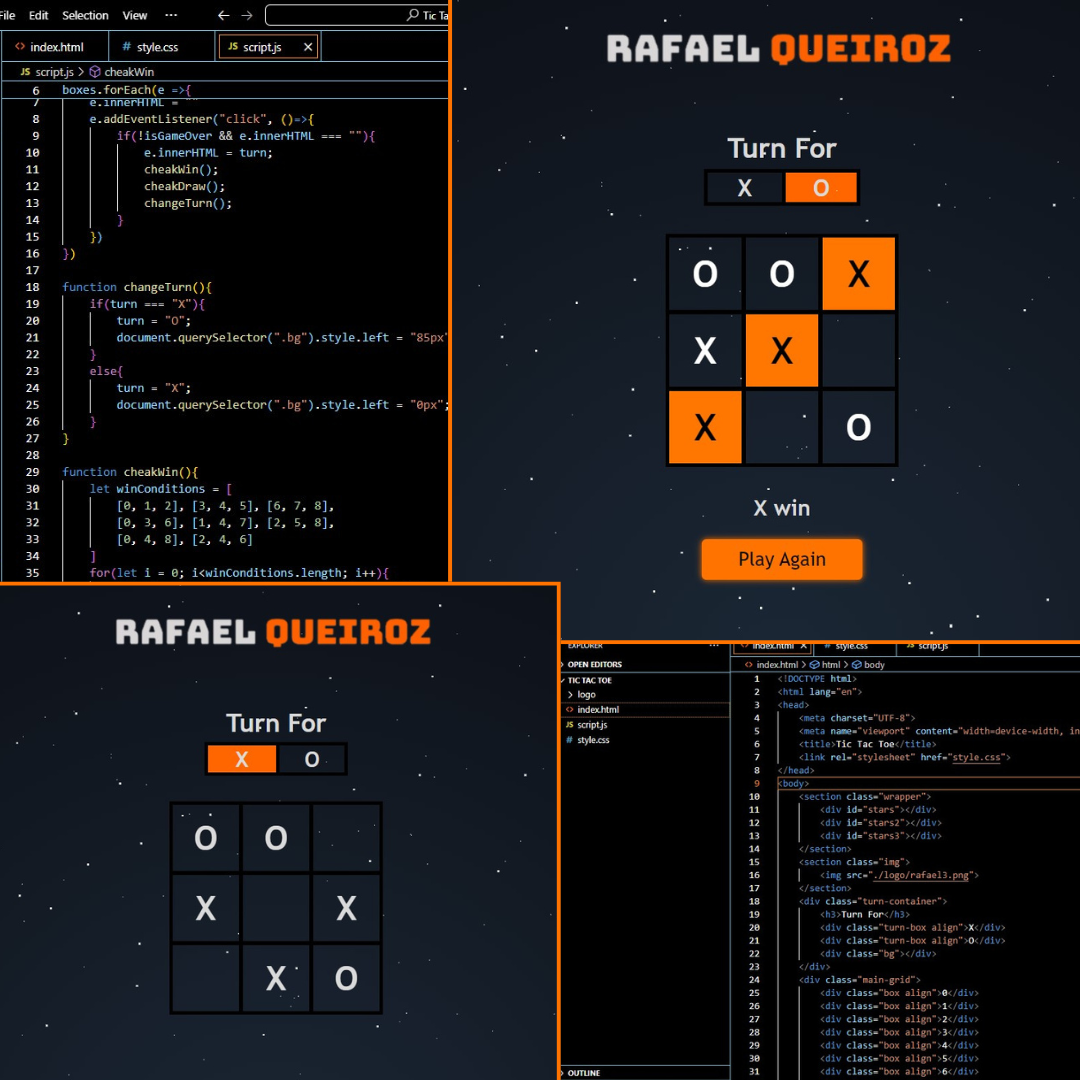 File Edit Selection View ···
Tic Ta
index.html
style.css
JS script.js
JS script.js > cheakWin
6 boxes.forEach(e =>{
7 e.innerHTML = ""
8 e.addEventListener("click", ()=>{
9 if(!isGameOver && e.innerHTML === ""){
10 e.innerHTML = turn;
11 cheakWin();
12 cheakDraw();
13 changeTurn();
14 }
15 })
16 })
17
18 function changeTurn(){
19 if(turn === "X"){
20 turn = "O";
21 document.querySelector(".bg").style.left = "85px"
22 }
23 else{
24 turn = "X";
25 document.querySelector(".bg").style.left = "0px";
26 }
27 }
28
29 function cheakWin(){
30 let winConditions = [
31 [0, 1, 2], [3, 4, 5], [6, 7, 8],
32 [0, 3, 6], [1, 4, 7], [2, 5, 8],
33 [0, 4, 8], [2, 4, 6]
34 ]
35 for(let i = 0; i<winConditions.length; i++){
RAFAEL QUEIROZ
Turn For
X O
O O X
X X
X O
X win
Play Again
RAFAEL QUEIROZ
Turn For
X O
O O
X X
X O
EXPLORER ···
OPEN EDITORS
TIC TAC TOE
logo
index.html
JS script.js
# style.css
OUTLINE
index.html
# style.css
JS script.js
index.html > html > body
1 <!DOCTYPE html>
2 <html lang="en">
3 <head>
4 <meta charset="UTF-8">
5 <meta name="viewport" content="width=device-width, in
6 <title>Tic Tac Toe</title>
7 <link rel="stylesheet" href="style.css">
8 </head>
9 <body>
10 <section class="wrapper">
11 <div id="stars"></div>
12 <div id="stars2"></div>
13 <div id="stars3"></div>
14 </section>
15 <section class="img">
16 <img src="./logo/rafael3.png">
17 </section>
18 <div class="turn-container">
19 <h3>Turn For</h3>
20 <div class="turn-box align">X</div>
21 <div class="turn-box align">O</div>
22 <div class="bg"></div>
23 </div>
24 <div class="main-grid">
25 <div class="box align">0</div>
26 <div class="box align">1</div>
27 <div class="box align">2</div>
28 <div class="box align">3</div>
29 <div class="box align">4</div>
30 <div class="box align">5</div>
31 <div class="box align">6</div>